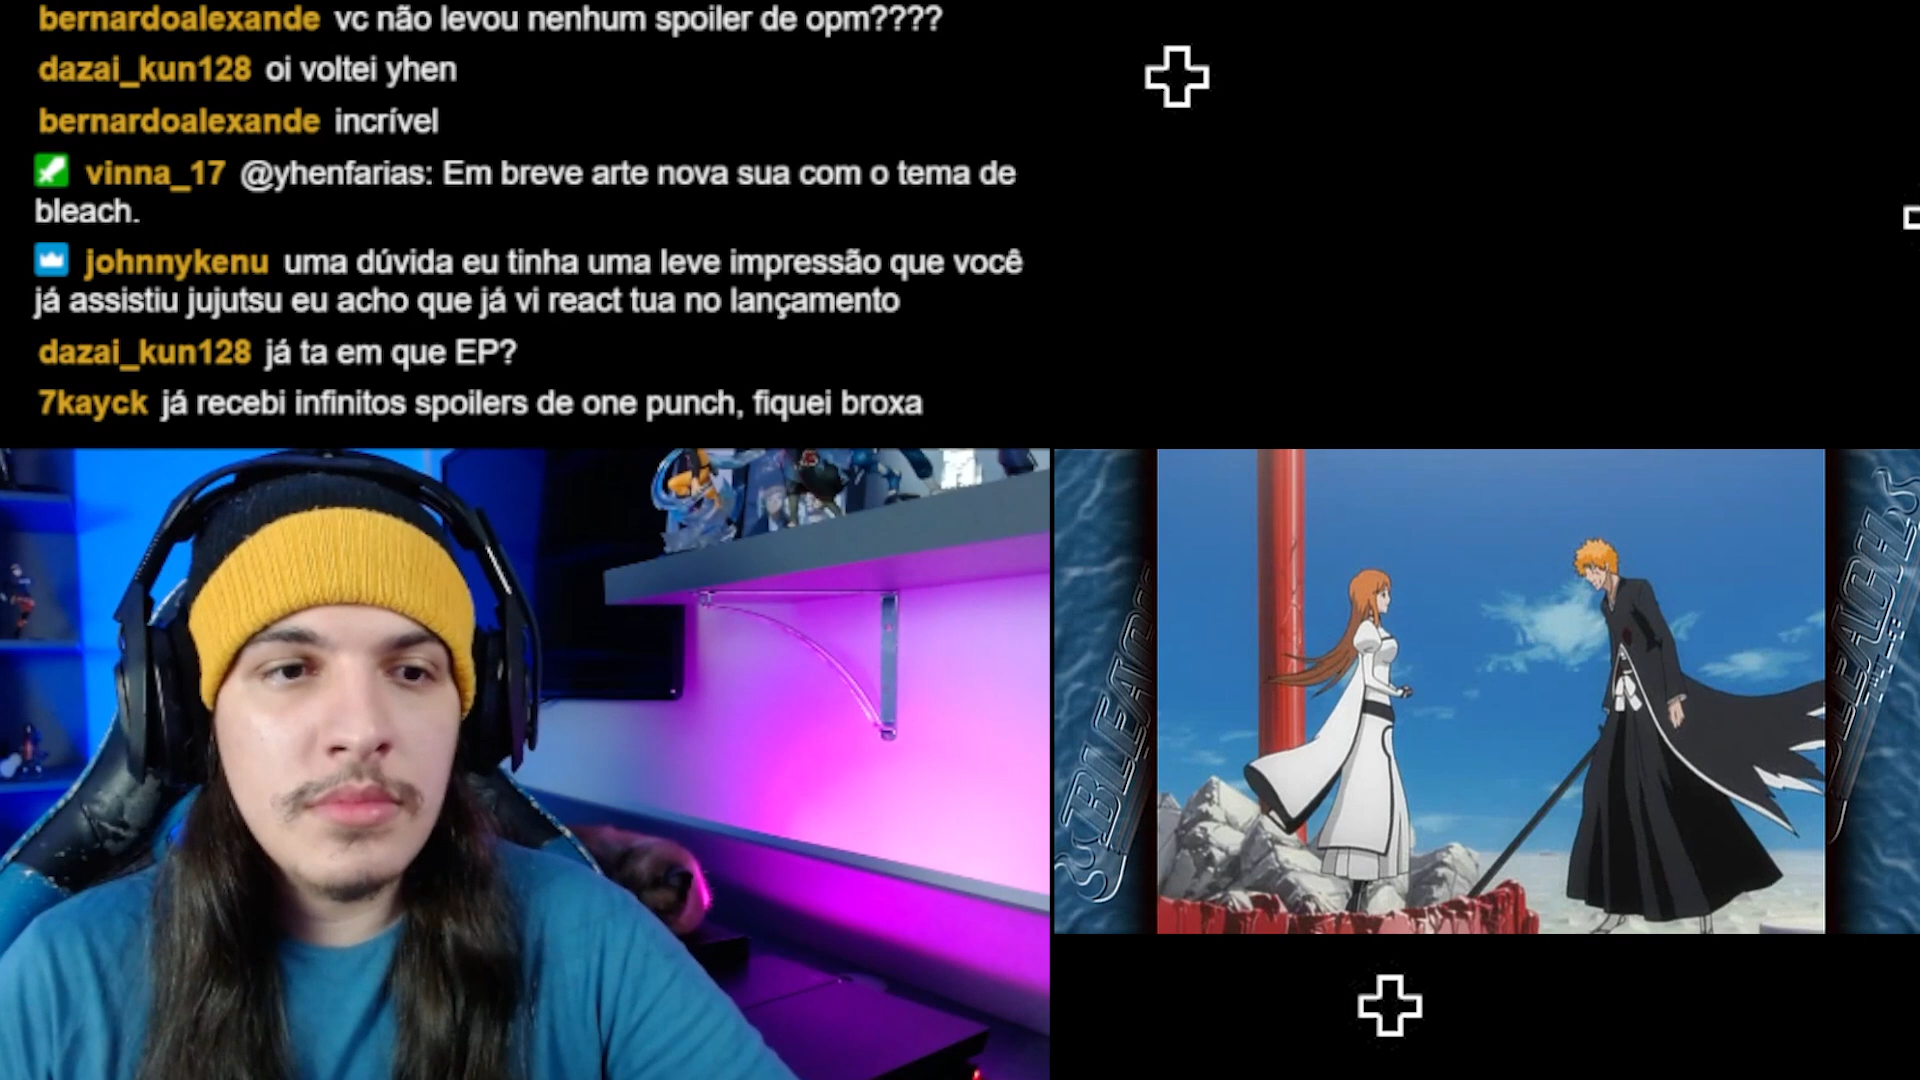 bernardoalexande vc não levou nenhum spoiler de opm????
dazai_kun128 oi voltei yhen
bernardoalexande incrível
vinna_17 @yhenfarias: Em breve arte nova sua com o tema de
bleach.
johnnykenu uma dúvida eu tinha uma leve impressão que você
já assistiu jujutsu eu acho que já vi react tua no lançamento
dazai_kun128 já ta em que EP?
7kayck já recebi infinitos spoilers de one punch, fiquei broxa
BLEACH
BLEACH